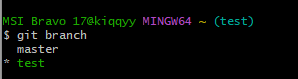 MSI Bravo 17@kiqqyy MINGW64 ~ (test)
$ git branch
  master
* test